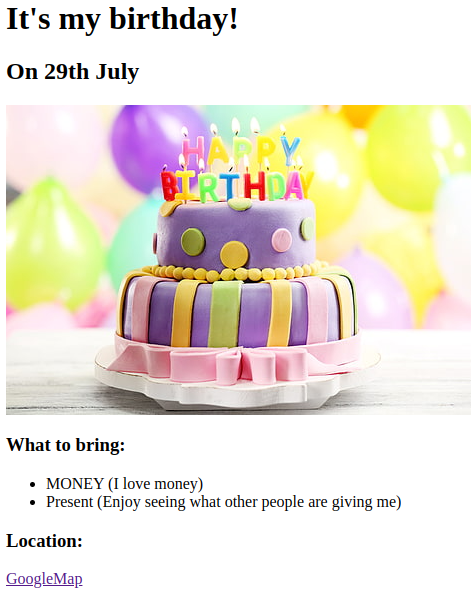 It's my birthday!
On 29th July
HAPPY
BIRTHDAY
What to bring:
MONEY (I love money)
Present (Enjoy seeing what other people are giving me)
Location:
GoogleMap